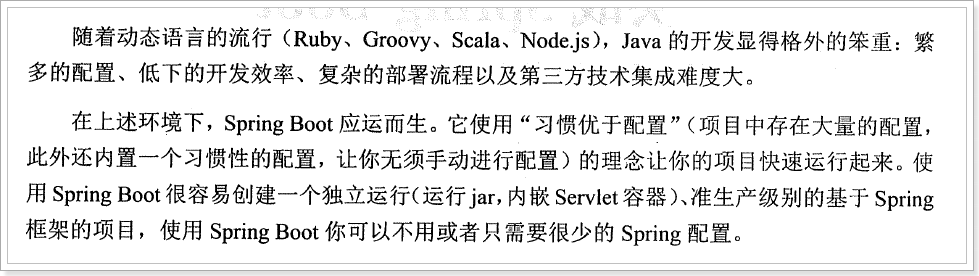 随着动态语言的流行（Ruby、Groovy、Scala、Node.js），Java 的开发显得格外的笨重：繁
多的配置、低下的开发效率、复杂的部署流程以及第三方技术集成难度大。
在上述环境下，Spring Boot 应运而生。它使用“习惯优于配置”（项目中存在大量的配置，
此外还内置一个习惯性的配置，让你无须手动进行配置）的理念让你的项目快速运行起来。使
用 Spring Boot 很容易创建一个独立运行（运行 jar，内嵌 Servlet 容器）、准生产级别的基于 Spring
框架的项目，使用 Spring Boot 你可以不用或者只需要很少的 Spring 配置。